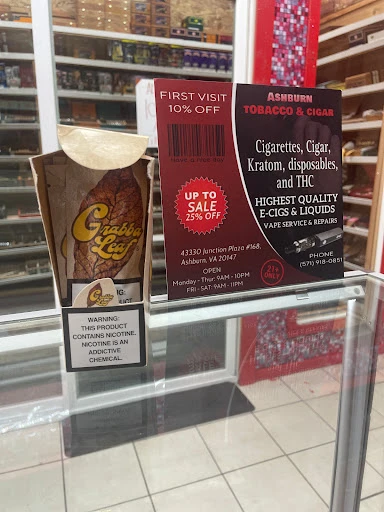 Grabba
Leaf
Grabba
Leaf
WARNING:
THIS PRODUCT
CONTAINS NICOTINE.
NICOTINE IS AN
ADDICTIVE
CHEMICAL.
FIRST VISIT
10% OFF
UP TO
SALE
25% OFF
43330 Junction Plaza #168,
Ashburn, VA 20147
OPEN
Monday - Thur: 9AM - 10PM
FRI - SAT: 9AM - 11PM
ASHBURN
TOBACCO & CIGAR
Cigarettes, Cigar,
Kratom, disposables,
and THC
HIGHEST QUALITY
E-CIGS & LIQUIDS
VAPE SERVICE & REPAIRS
21+
ONLY
PHONE
(571) 918-0851